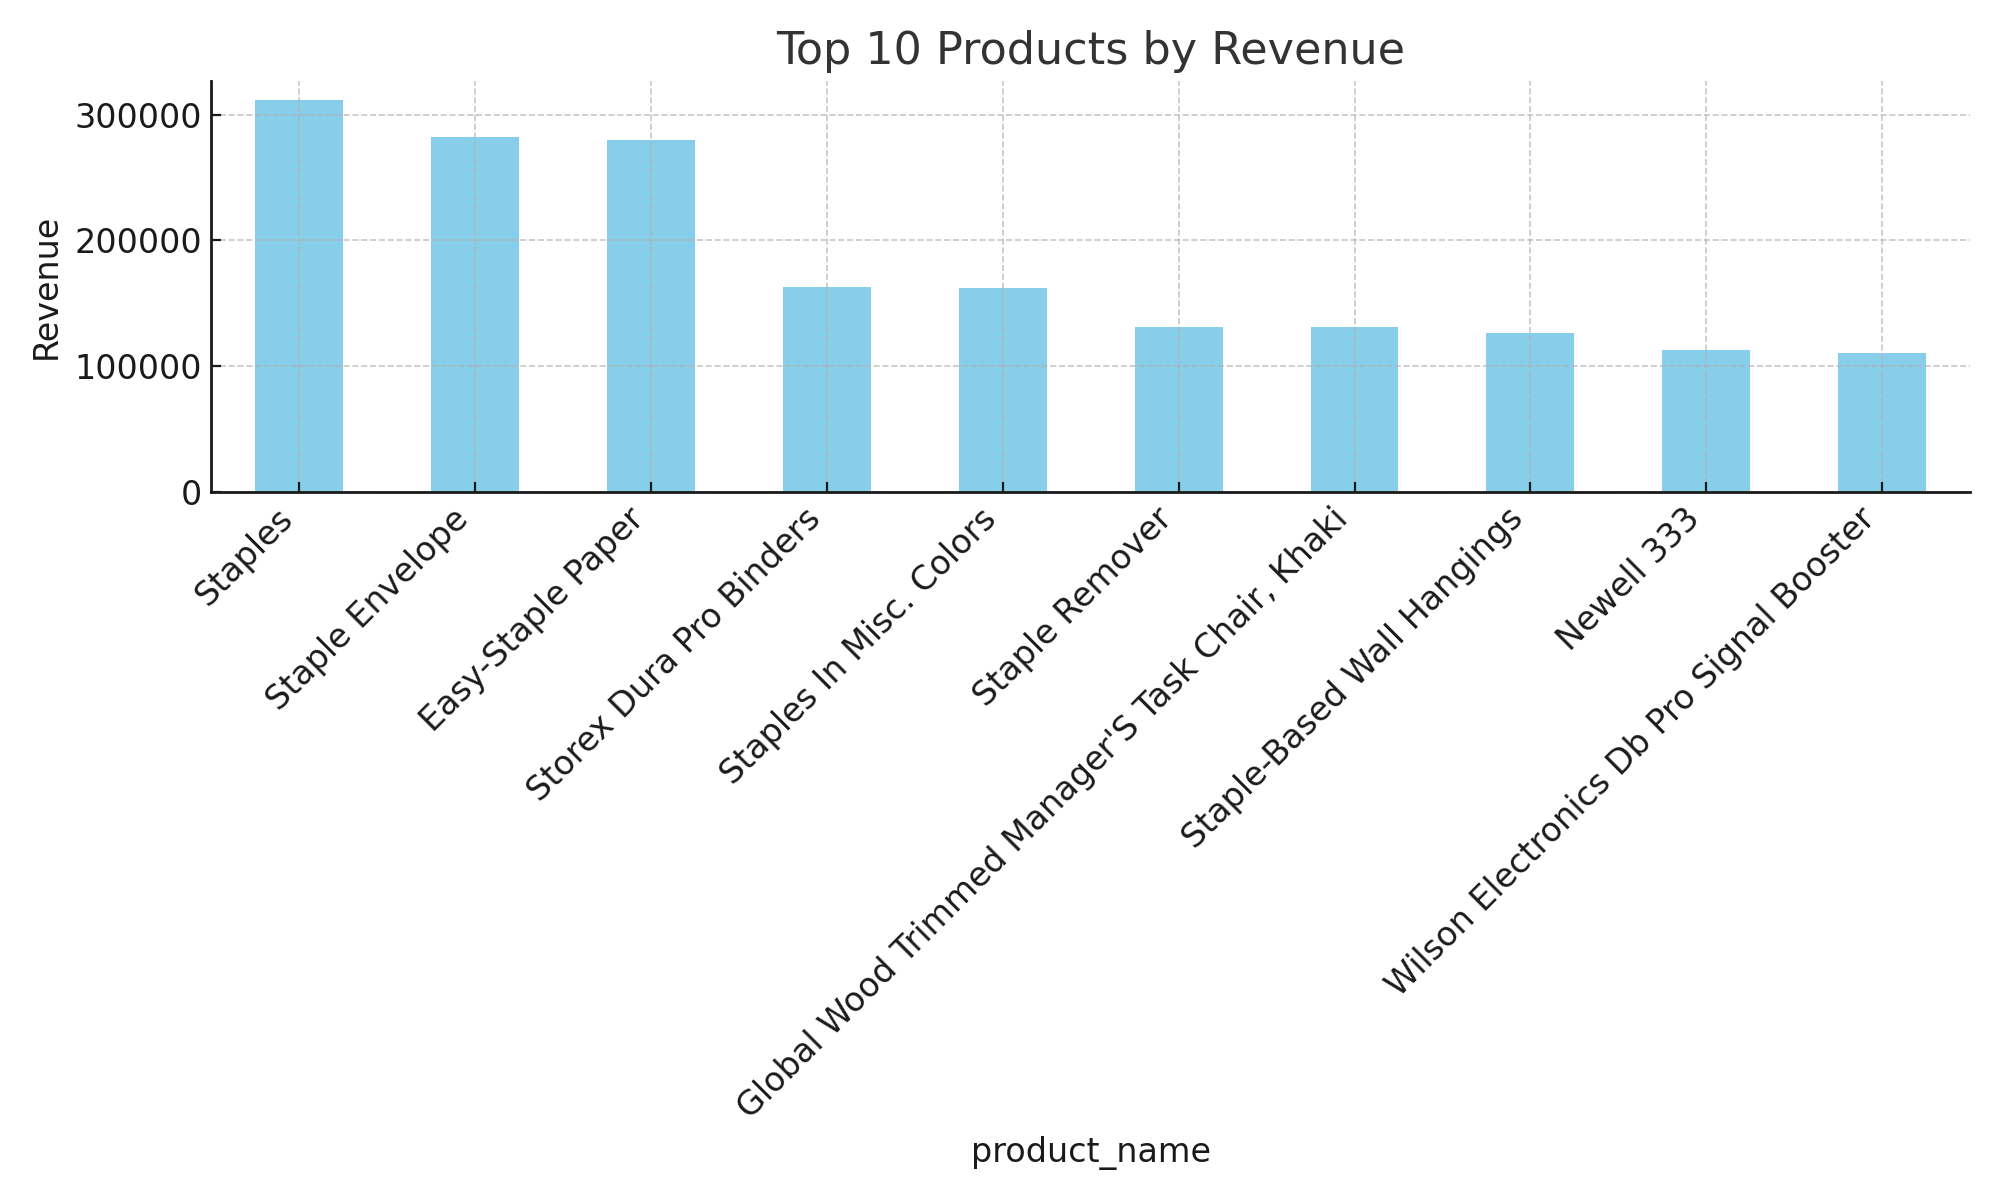 Top 10 Products by Revenue
Revenue
300000
200000
100000
0
Staples
Staple Envelope
Easy-Staple Paper
Storex Dura Pro Binders
Staples In Misc. Colors
Staple Remover
Global Wood Trimmed Manager'S Task Chair, Khaki
Staple-Based Wall Hangings
Newell 333
Wilson Electronics Db Pro Signal Booster
product_name